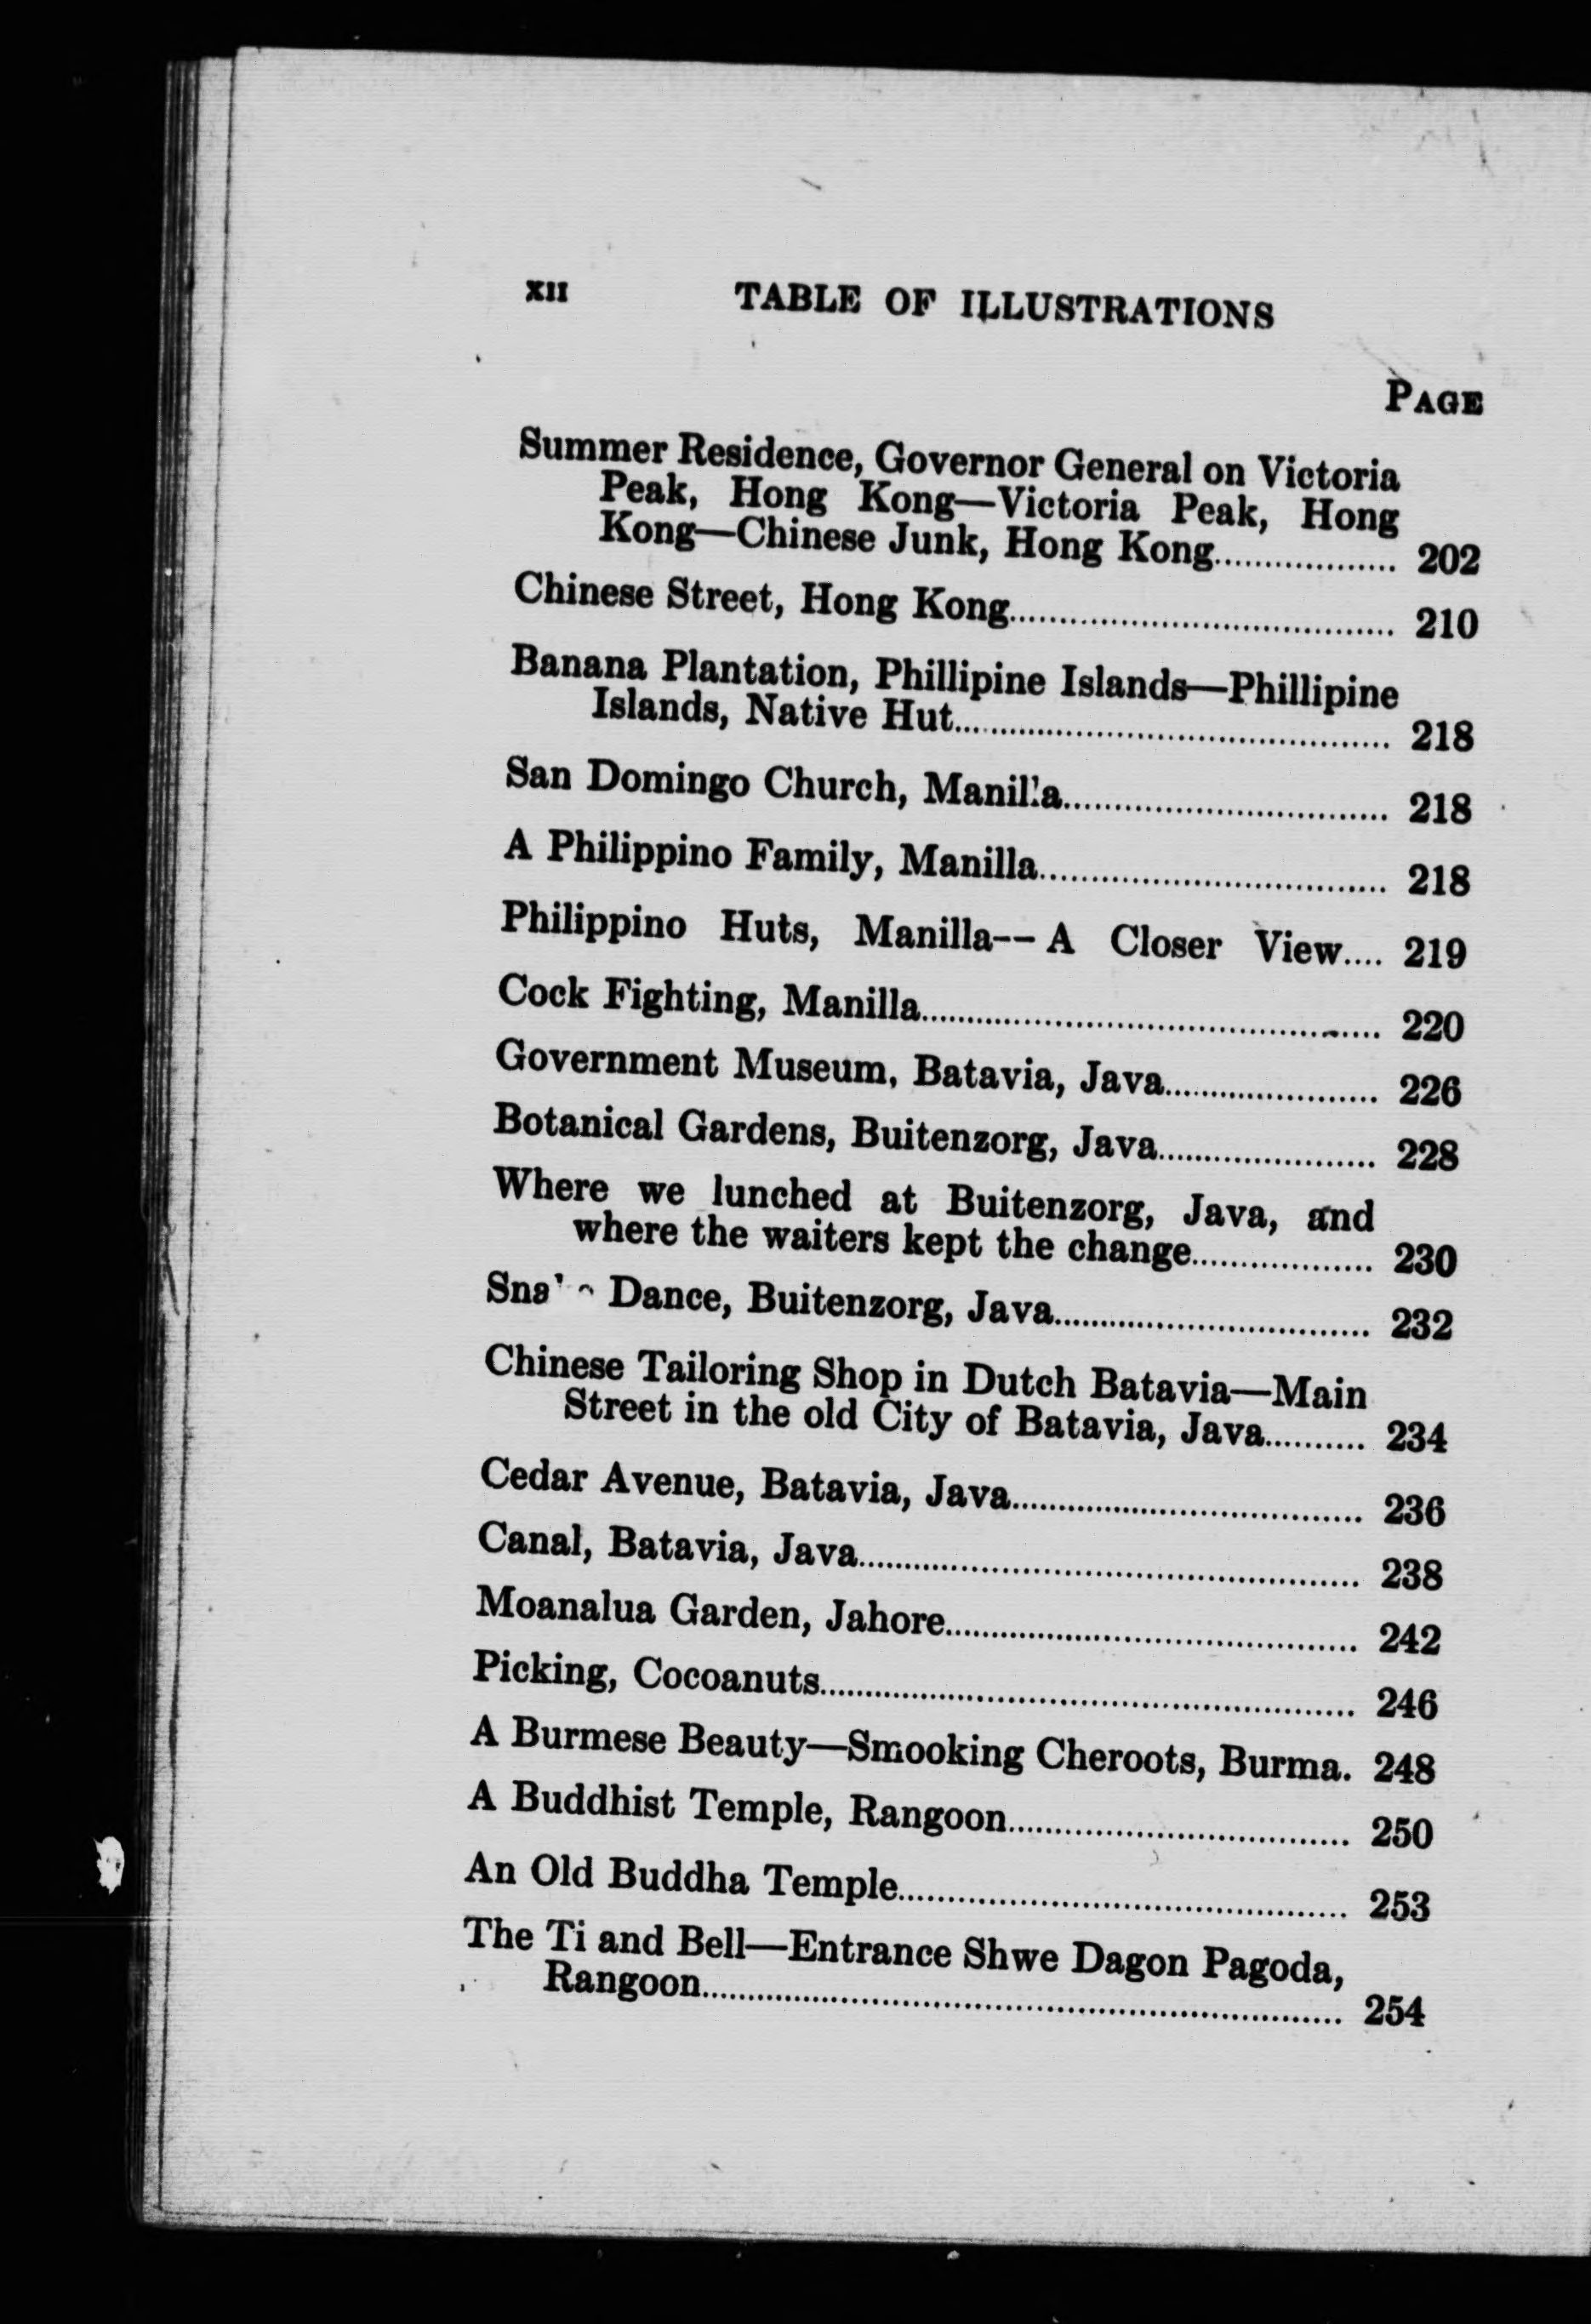 XII TABLE OF ILLUSTRATIONS
PAGE
Summer Residence, Governor General on Victoria
Peak, Hong Kong—Victoria Peak, Hong
Kong—Chinese Junk, Hong Kong.................. 202
Chinese Street, Hong Kong...................................... 210
Banana Plantation, Phillipine Islands—Phillipine
Islands, Native Hut........................................... 218
San Domingo Church, Manilla................................ 218
A Philippino Family, Manilla.................................. 218
Philippino Huts, Manilla-- A Closer View.... 219
Cock Fighting, Manilla.............................................. 220
Government Museum, Batavia, Java..................... 226
Botanical Gardens, Buitenzorg, Java...................... 228
Where we lunched at Buitenzorg, Java, and
where the waiters kept the change.................. 230
Dance, Buitenzorg, Java............................... 232
Chinese Tailoring Shop in Dutch Batavia—Main
Street in the old City of Batavia, Java.......... 234
Cedar Avenue, Batavia, Java................................... 236
Canal, Batavia, Java.................................................. 238
Moanalua Garden, Jahore......................................... 242
Picking, Cocoanuts..................................................... 246
A Burmese Beauty—Smooking Cheroots, Burma. 248
A Buddhist Temple, Rangoon.................................. 250
An Old Buddha Temple............................................. 253
The Ti and Bell—Entrance Shwe Dagon Pagoda,
Rangoon................................................................ 254